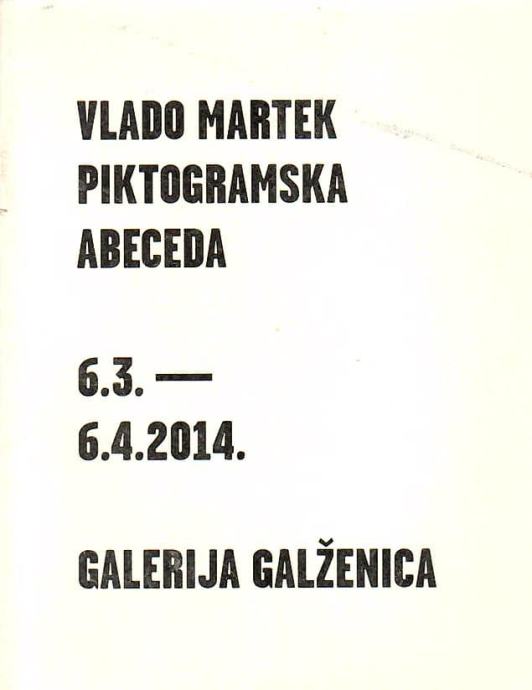 VLADO MARTEK
PIKTOGRAMSKA
ABECEDA
6.3. —
6.4.2014.
GALERIJA GALŽENICA